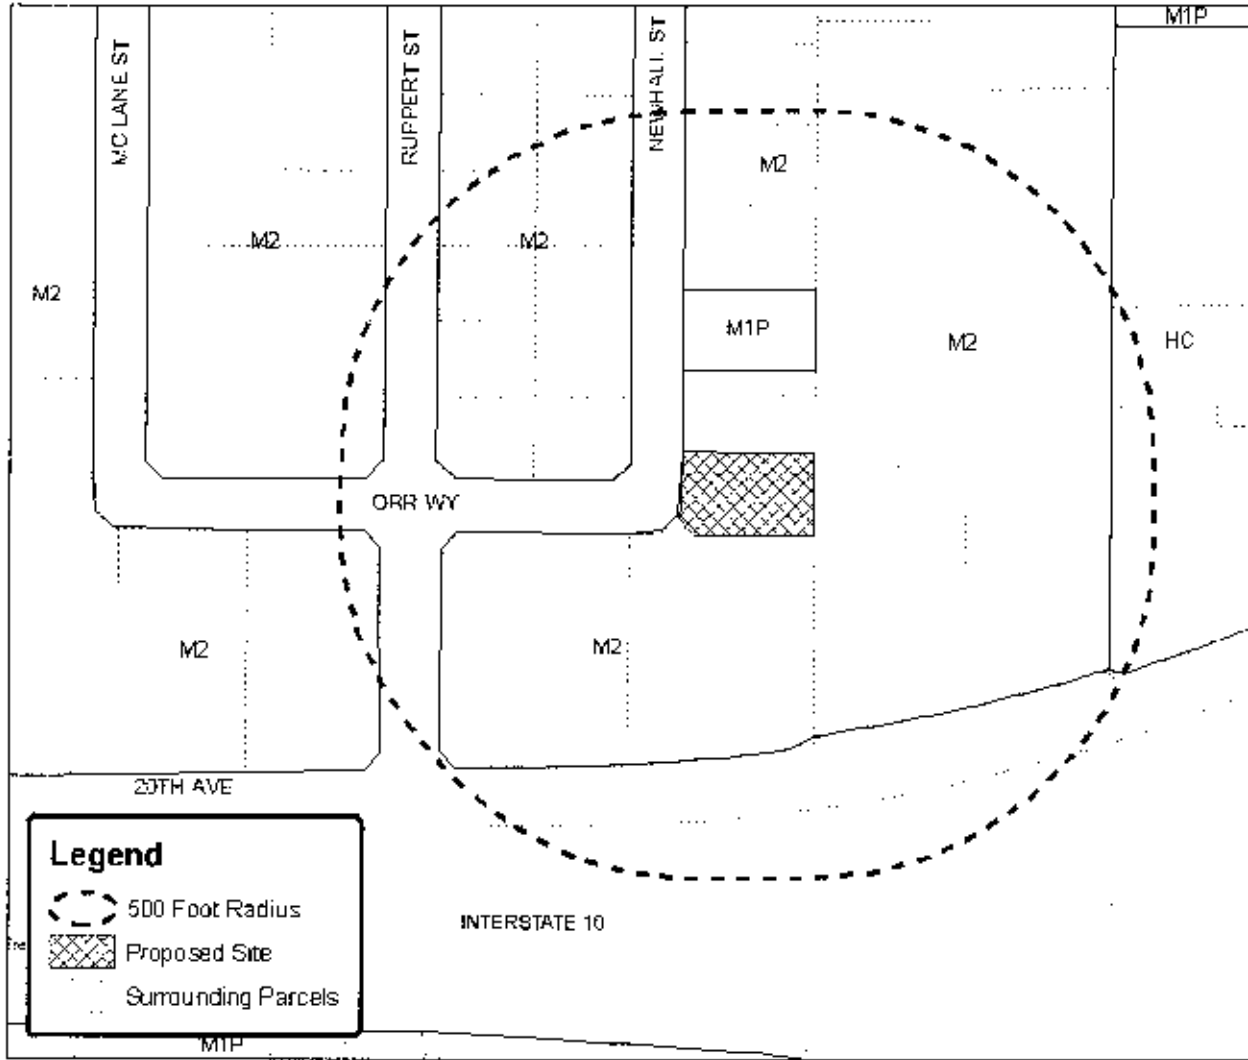 M1P
MC LANE ST
RUPPERT ST
NEWHALL ST
M2
M2
M2
M2
M1P
M2
HC
ORR WY
M2
M2
20TH AVE
Legend
500 Foot Radius
Proposed Site
Surrounding Parcels
INTERSTATE 10
M1P